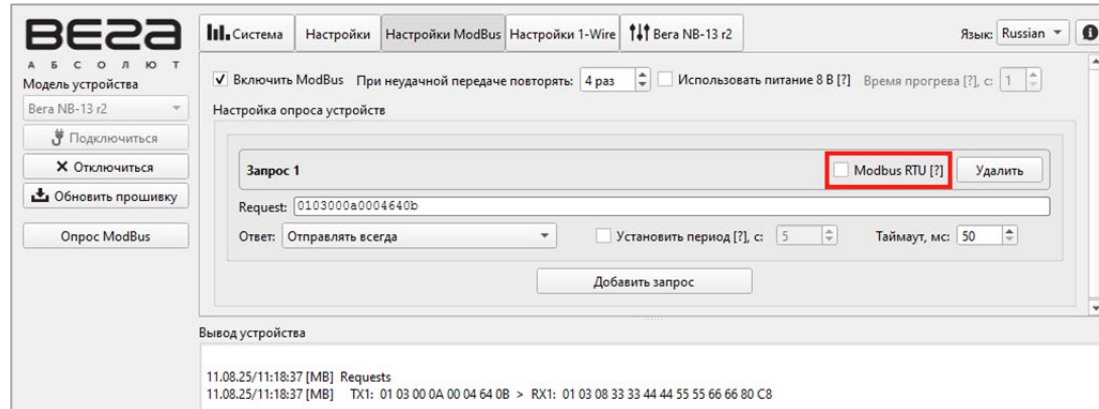 ВЕГА
АБСОЛЮТ
Модель устройства
Вега NB-13 r2
Подключиться
Отключиться
Обновить прошивку
Опрос ModBus
Система Настройки Настройки ModBus Настройки 1-Wire Вега NB-13 r2 Язык: Russian
Включить ModBus При неудачной передаче повторять: 4 раз Использовать питание 8 В [?] Время прогрева [?], с: 1
Настройка опроса устройств
Запрос 1 Modbus RTU [?] Удалить
Request: 0103000a0004640b
Ответ: Отправлять всегда Установить период [?], с: 5 Таймаут, мс: 50
Добавить запрос
Вывод устройства
11.08.25/11:18:37 [MB] Requests
11.08.25/11:18:37 [MB] TX1: 01 03 00 0A 00 04 64 0B > RX1: 01 03 08 33 33 44 44 55 55 66 66 80 C8